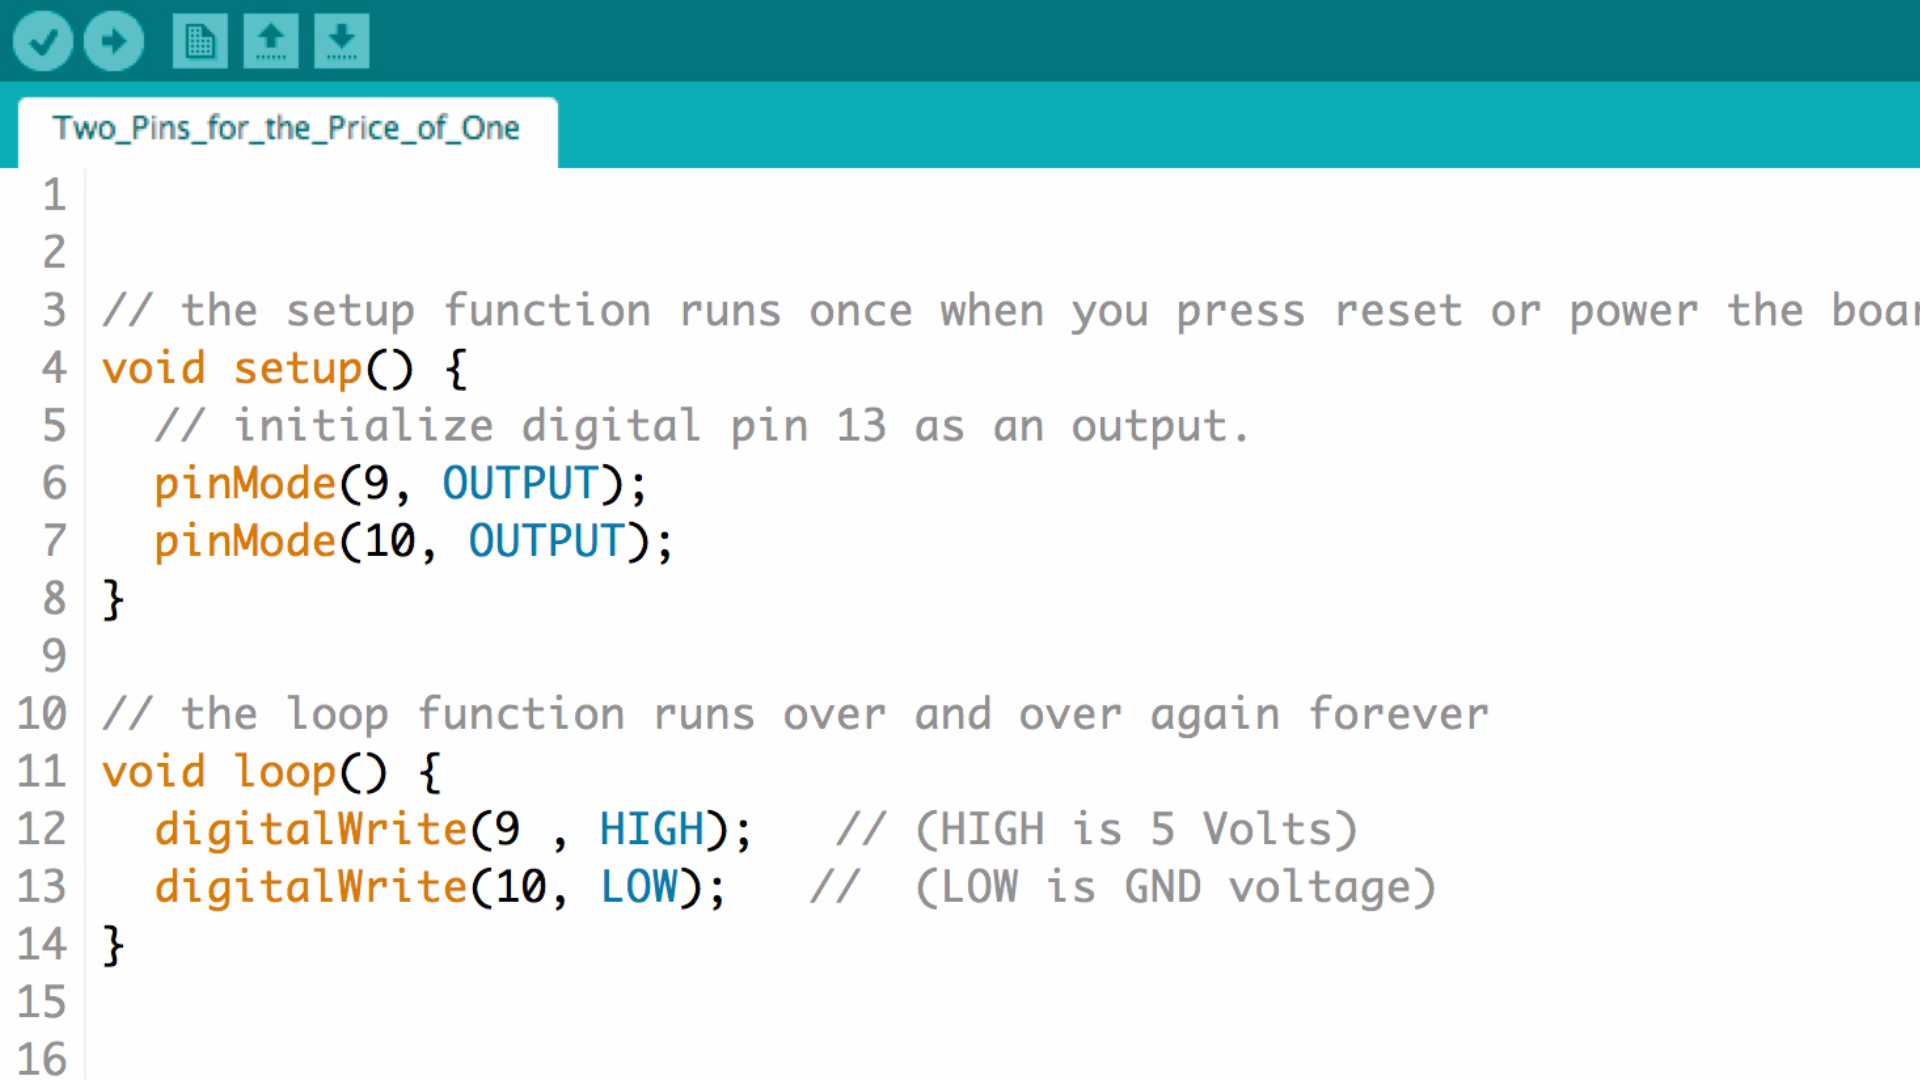 Two_Pins_for_the_Price_of_One
1
2
3 // the setup function runs once when you press reset or power the boar
4 void setup() {
5 // initialize digital pin 13 as an output.
6 pinMode(9, OUTPUT);
7 pinMode(10, OUTPUT);
8 }
9
10 // the loop function runs over and over again forever
11 void loop() {
12 digitalWrite(9 , HIGH); // (HIGH is 5 Volts)
13 digitalWrite(10, LOW); // (LOW is GND voltage)
14 }
15
16